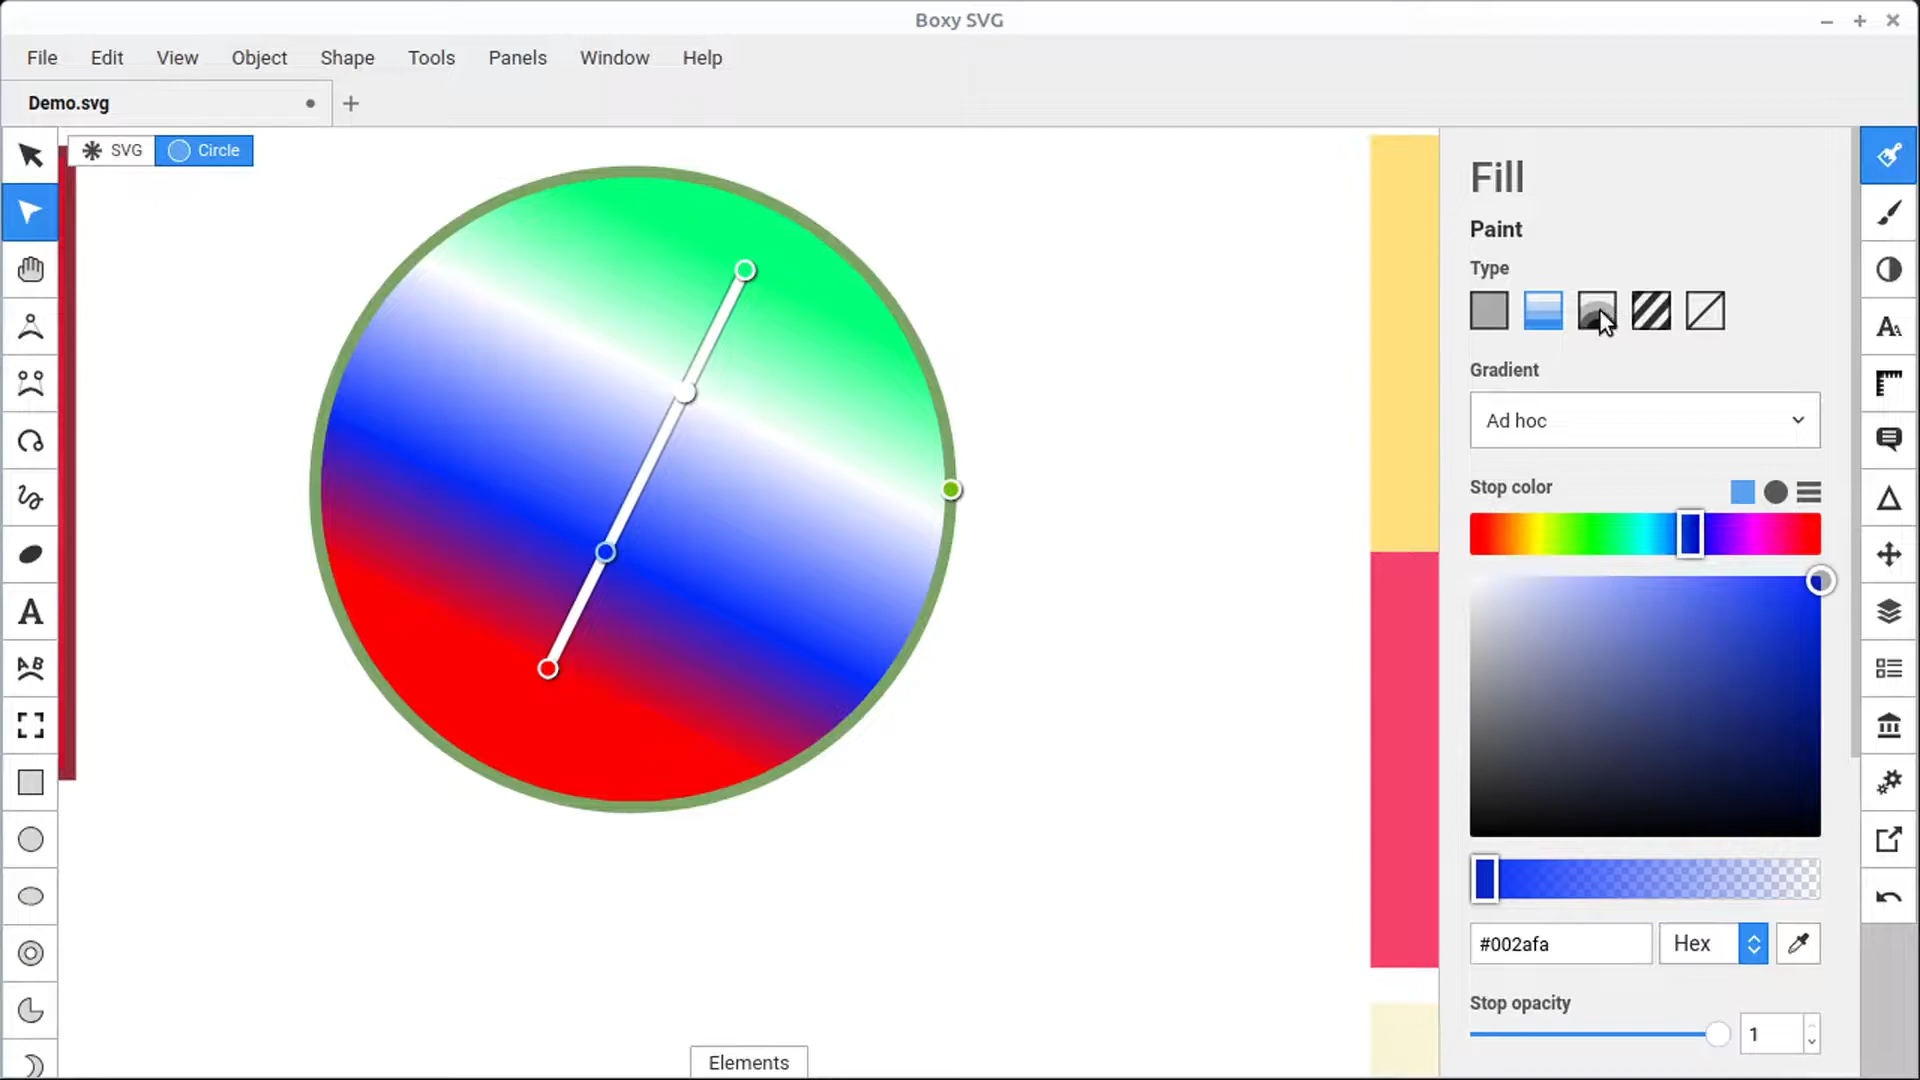 Boxy SVG
File Edit View Object Shape Tools Panels Window Help
Demo.svg
SVG Circle
Fill
Paint
Type
Gradient
Ad hoc
Stop color
#002afa Hex
Stop opacity
1
Elements